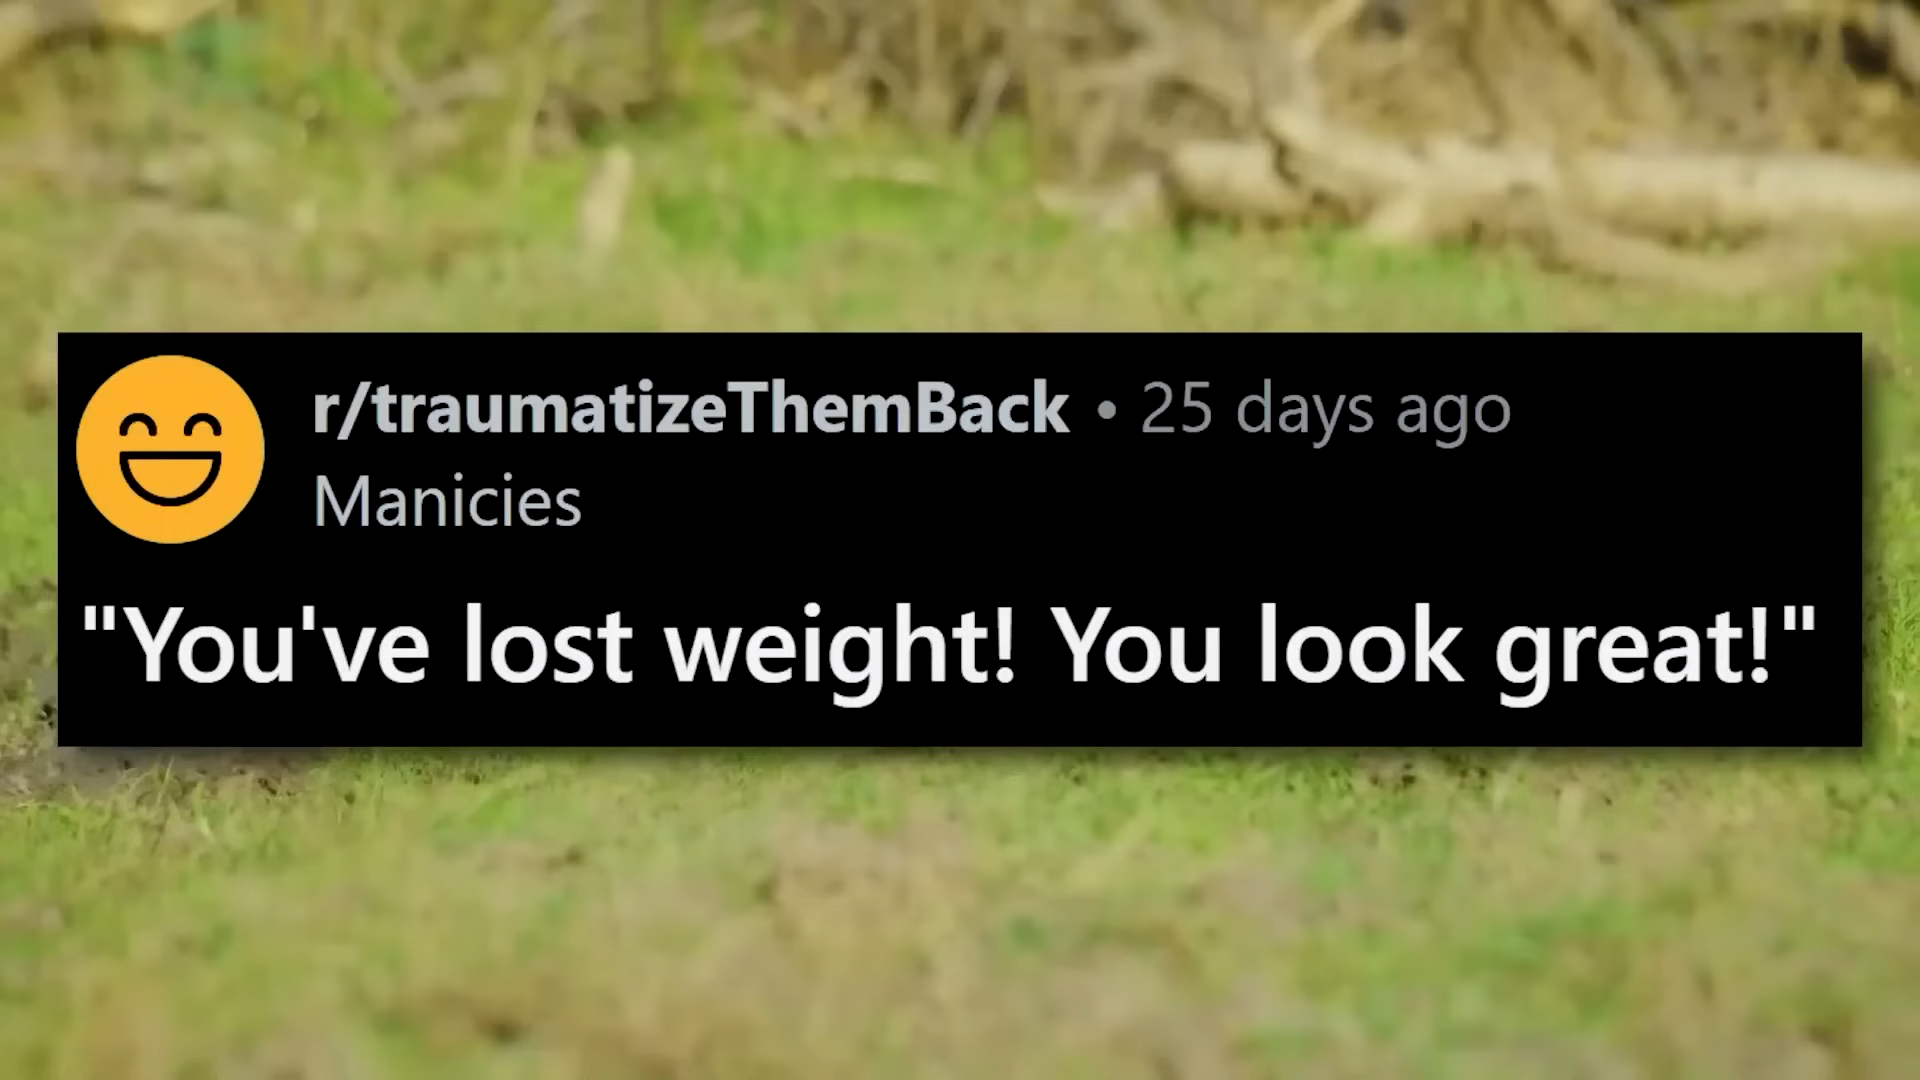 r/traumatizeThemBack • 25 days ago
Manicies
"You've lost weight! You look great!"